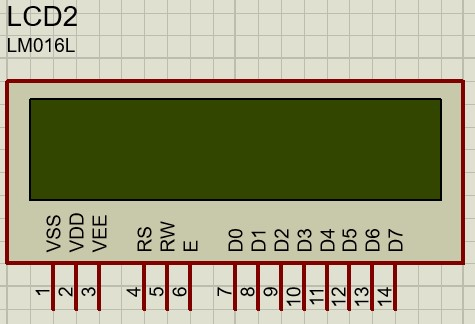 LCD2
LM016L
VSS VDD VEE RS RW E D0 D1 D2 D3 D4 D5 D6 D7
1 2 3 4 5 6 7 8 9 10 11 12 13 14